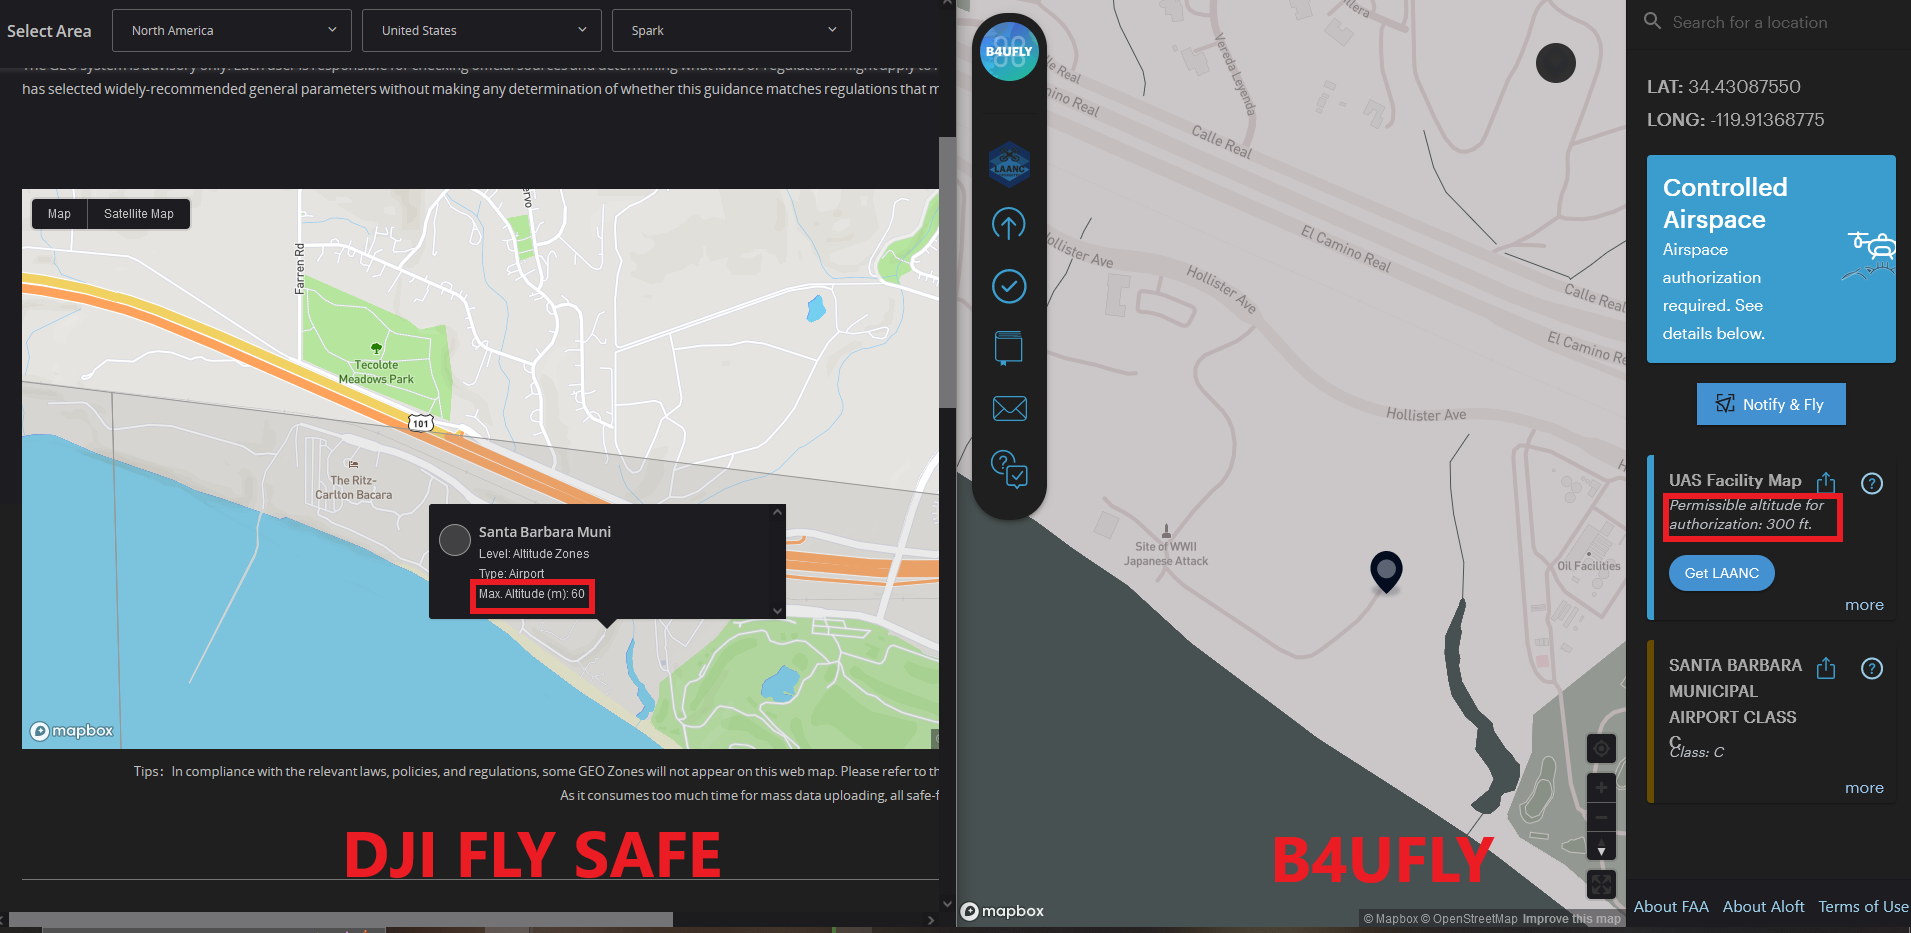 Select Area
North America
United States
Spark
The GEO system is advisory only. Each user is responsible for checking official sources and determining what laws or regulations might apply to
has selected widely-recommended general parameters without making any determination of whether this guidance matches regulations that m
Map
Satellite Map
Farren Rd
ervo
Tecolote
Meadows Park
101
The Ritz-
Carlton Bacara
Santa Barbara Muni
Level: Altitude Zones
Type: Airport
Max. Altitude (m): 60
mapbox
Tips: In compliance with the relevant laws, policies, and regulations, some GEO Zones will not appear on this web map. Please refer to th
As it consumes too much time for mass data uploading, all safe-f
DJI FLY SAFE
B4UFLY
LAANC
lle Real
mino Real
Vereda Leyenda
llera
Calle Real
El Camino Real
ollister Ave
Hollister Ave
Calle Real
El Camino Re
Hollister Ave
H
Site of WWII
Japanese Attack
Oil Facilities
B4UFLY
mapbox
© Mapbox © OpenStreetMap Improve this map
Search for a location
LAT: 34.43087550
LONG: -119.91368775
Controlled
Airspace
Airspace
authorization
required. See
details below.
Notify & Fly
UAS Facility Map
Permissible altitude for
authorization: 300 ft.
Get LAANC
more
SANTA BARBARA
MUNICIPAL
AIRPORT CLASS
C
Class: C
more
About FAA
About Aloft
Terms of Use